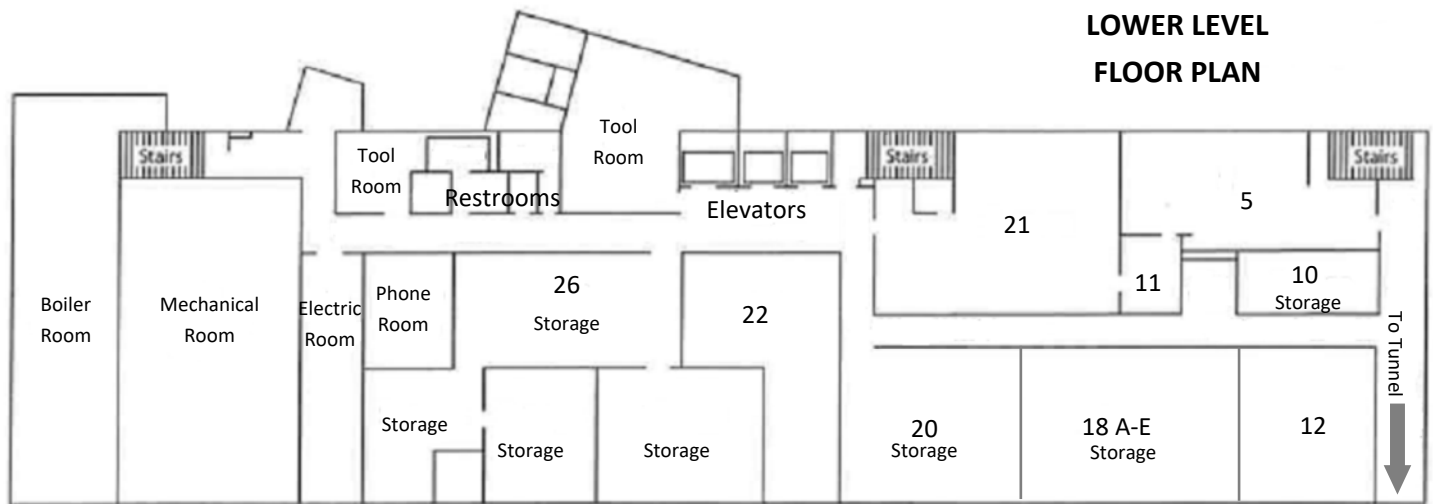 LOWER LEVEL
FLOOR PLAN
Stairs
Tool
Room
Restrooms
Tool
Room
Elevators
Stairs
21
5
Stairs
Boiler
Room
Mechanical
Room
Electric
Room
Phone
Room
26
Storage
22
11
10
Storage
To Tunnel
Storage
Storage
Storage
20
Storage
18 A-E
Storage
12